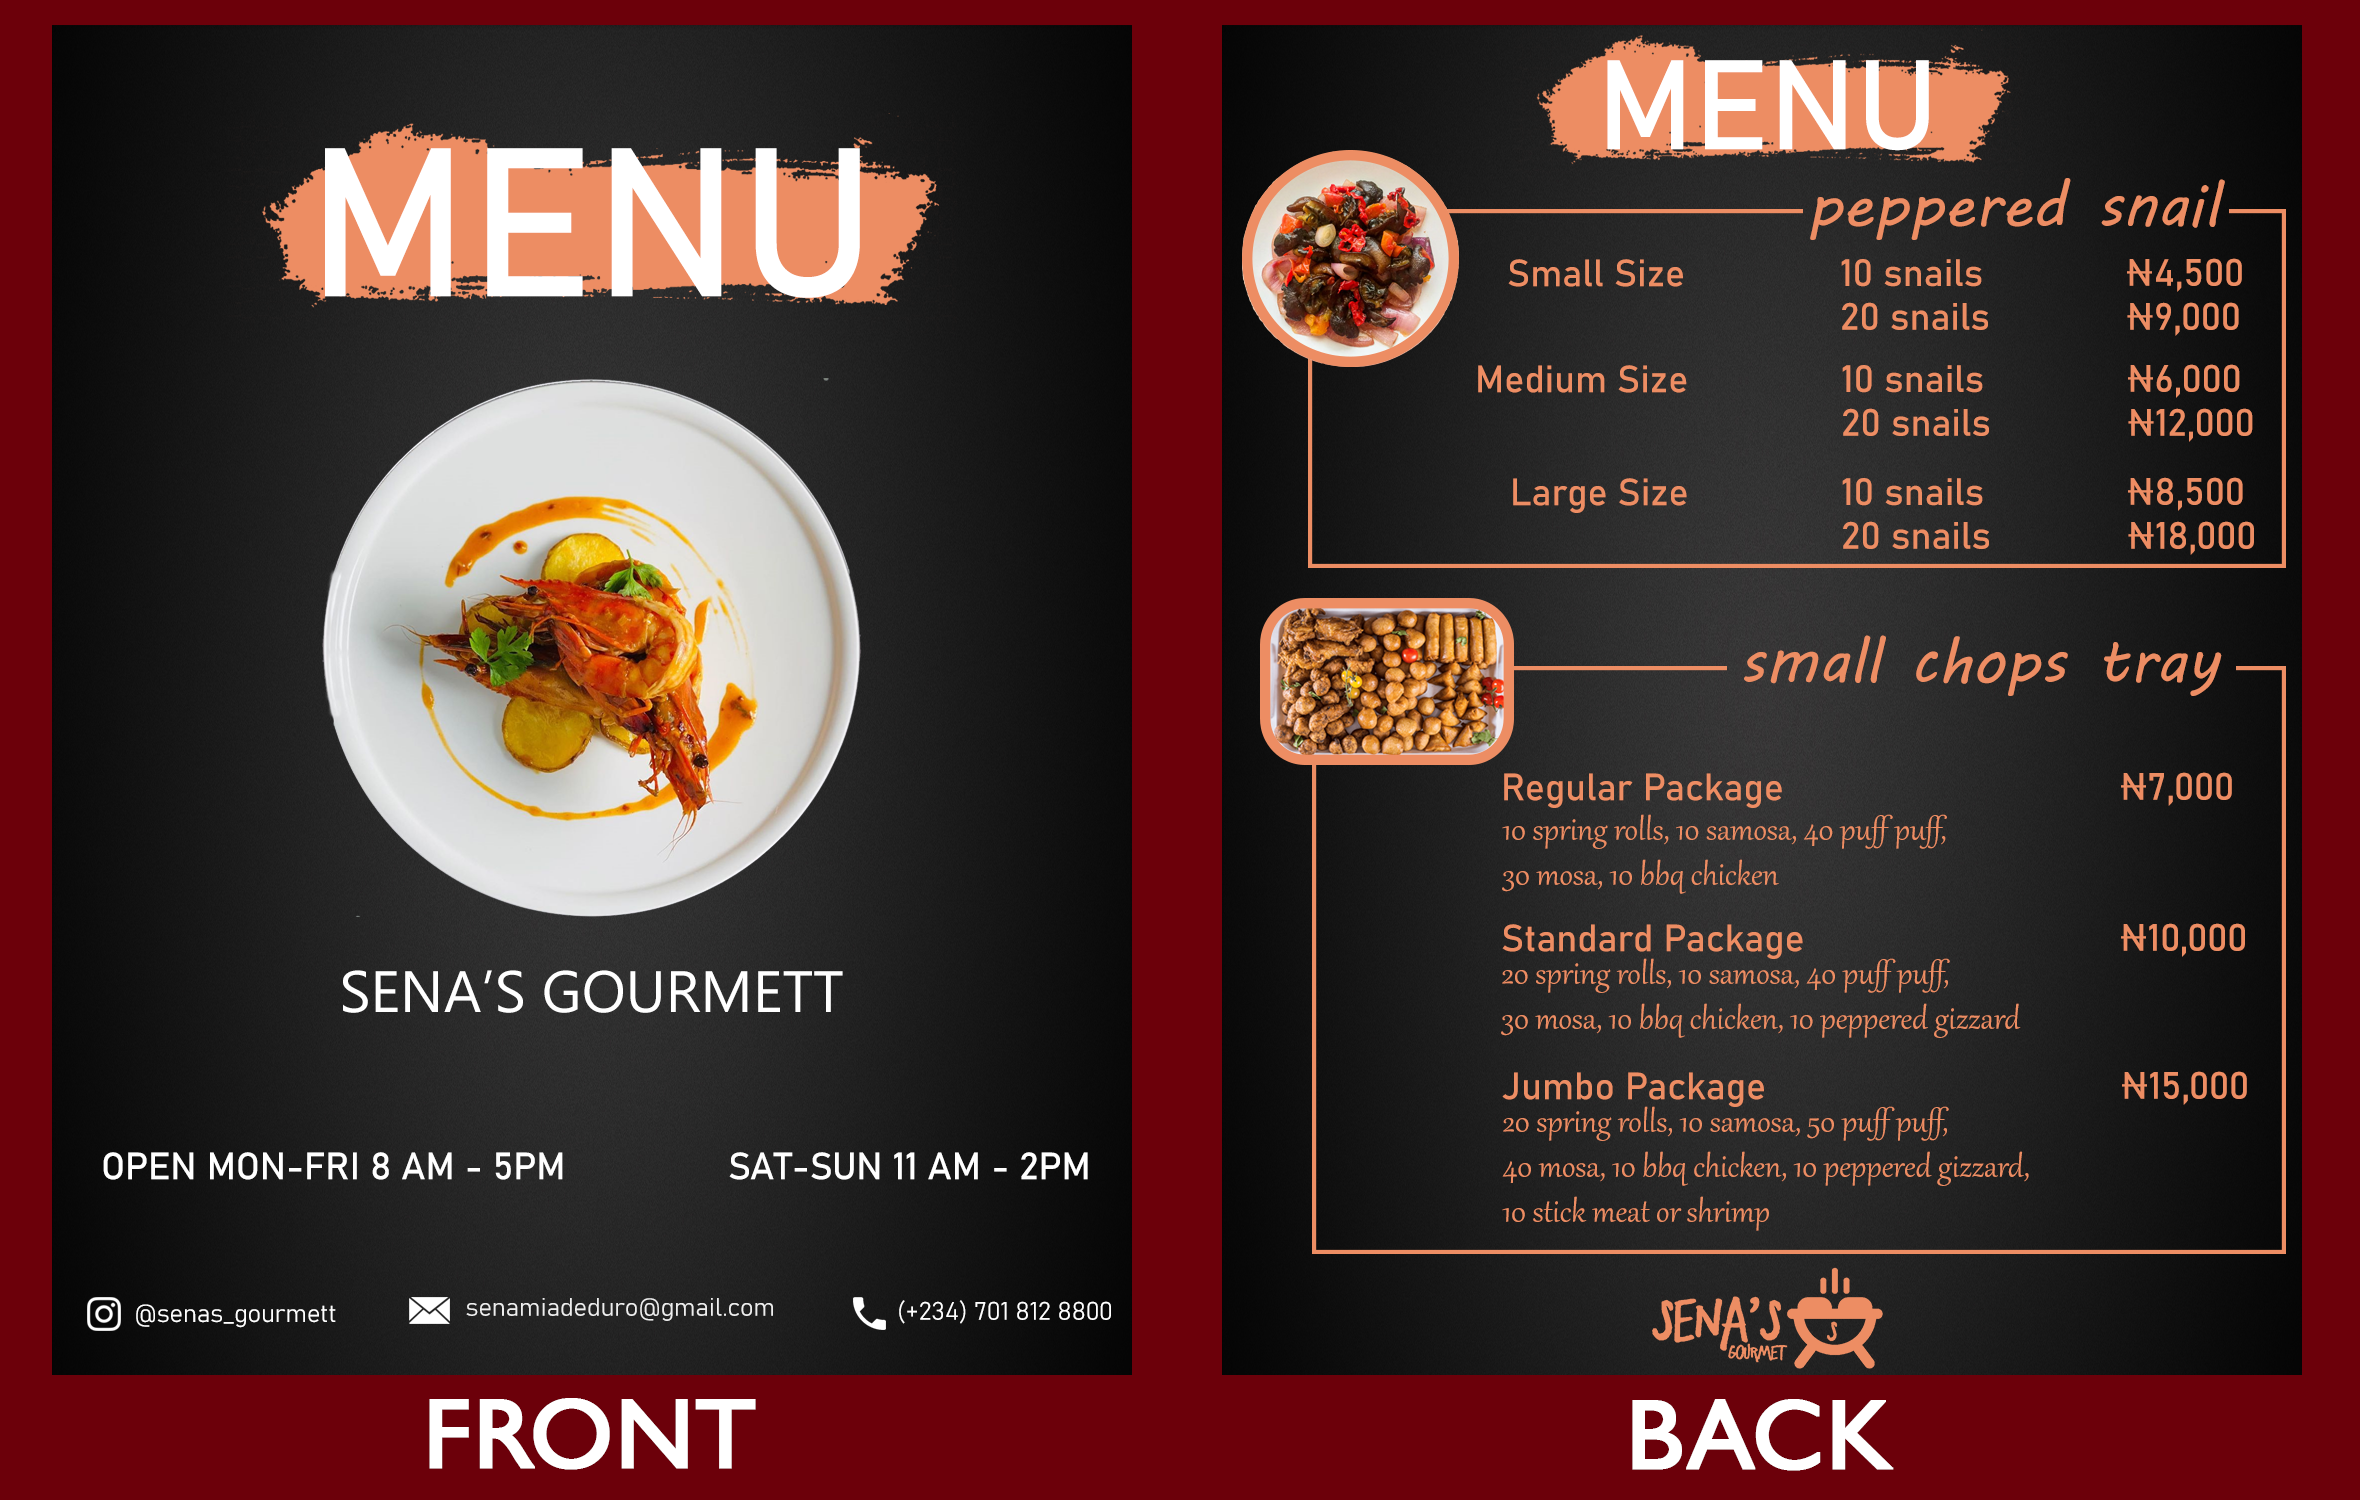 MENU
SENA'S GOURMETT
OPEN MON-FRI 8 AM - 5PM
SAT-SUN 11 AM - 2PM
@senas_gourmett
senamiadeduro@gmail.com
(+234) 701 812 8800
FRONT
MENU
peppered snail
Small Size 10 snails ₦4,500
20 snails ₦9,000
Medium Size 10 snails ₦6,000
20 snails ₦12,000
Large Size 10 snails ₦8,500
20 snails ₦18,000
small chops tray
Regular Package ₦7,000
10 spring rolls, 10 samosa, 40 puff puff,
30 mosa, 10 bbq chicken
Standard Package ₦10,000
20 spring rolls, 10 samosa, 40 puff puff,
30 mosa, 10 bbq chicken, 10 peppered gizzard
Jumbo Package ₦15,000
20 spring rolls, 10 samosa, 50 puff puff,
40 mosa, 10 bbq chicken, 10 peppered gizzard,
10 stick meat or shrimp
SENA'S
GOURMET
S
BACK